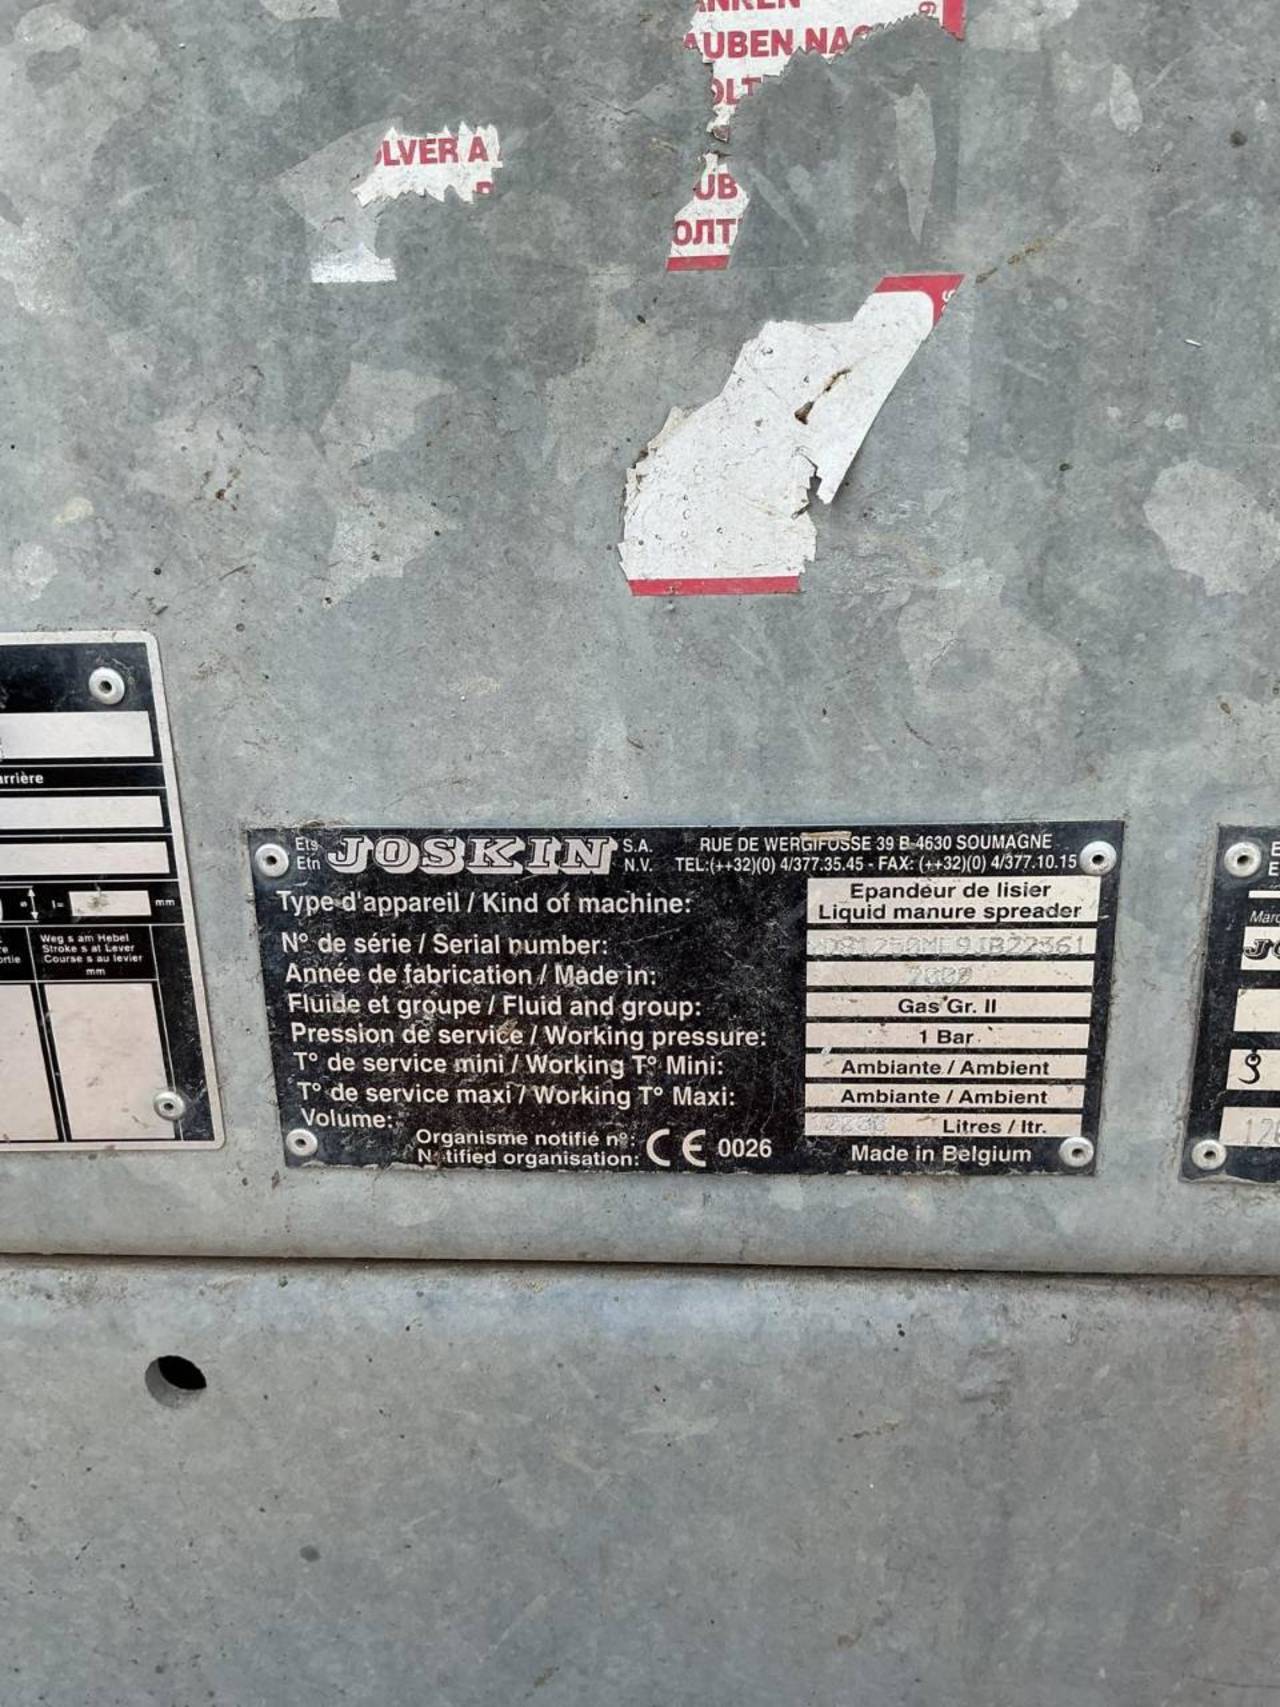 AUBEN NAC
OLT
OLVER A
UB
ОЛТ
arrière
mm
Weg s am Hebel
Stroke s at Lever
Course s au levier
mm
Ets JOSKIN S.A. RUE DE WERGIFOSSE 39 B-4630 SOUMAGNE
Etn N.V. TEL:(++32)(0) 4/377.35.45 - FAX: (++32)(0) 4/377.10.15
Type d'appareil / Kind of machine: Epandeur de lisier
Liquid manure spreader
N° de série / Serial number:
Année de fabrication / Made in:
Fluide et groupe / Fluid and group: Gas Gr. II
Pression de service / Working pressure: 1 Bar
T° de service mini / Working T° Mini: Ambiante / Ambient
T° de service maxi / Working T° Maxi: Ambiante / Ambient
Volume: Litres / ltr.
Organisme notifié n°: CE 0026 Made in Belgium
Notified organisation: